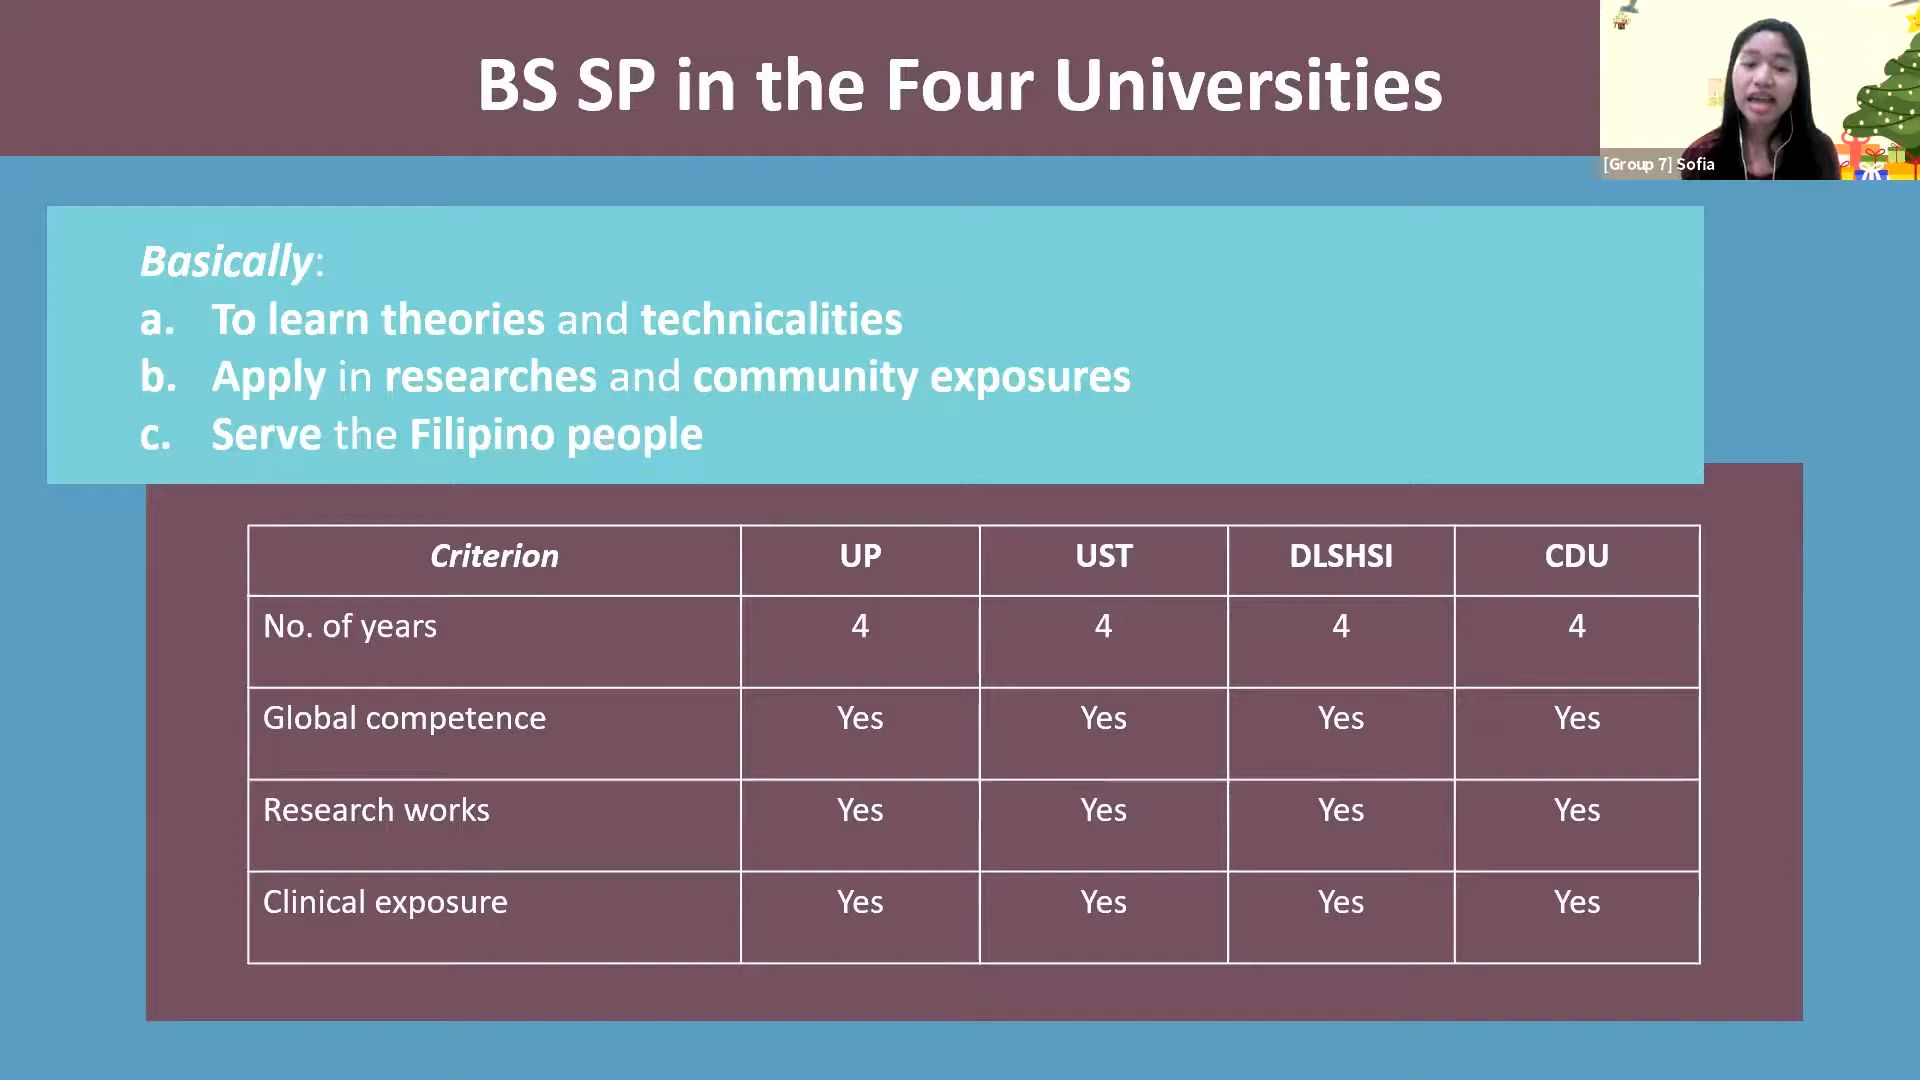 BS SP in the Four Universities
[Group 7] Sofia
Basically:
a. To learn theories and technicalities
b. Apply in researches and community exposures
c. Serve the Filipino people
Criterion UP UST DLSHSI CDU
No. of years 4 4 4 4
Global competence Yes Yes Yes Yes
Research works Yes Yes Yes Yes
Clinical exposure Yes Yes Yes Yes